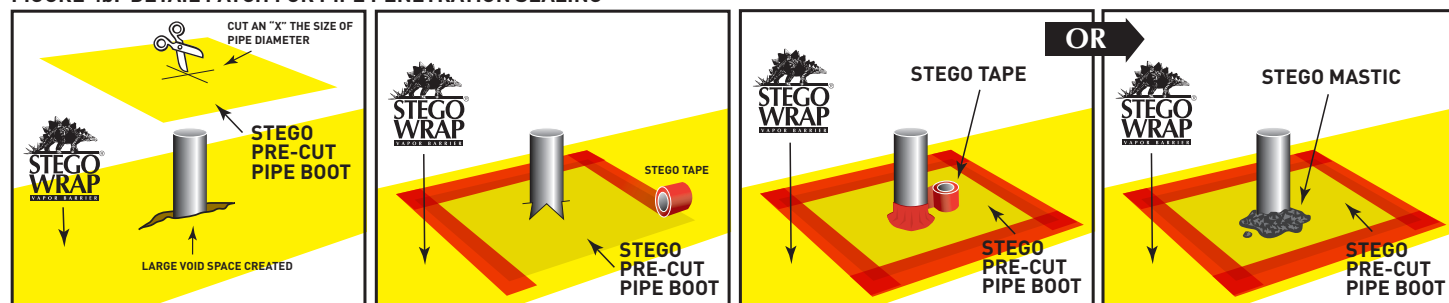 CUT AN "X" THE SIZE OF
PIPE DIAMETER
STEGO
PRE-CUT
PIPE BOOT
STEGO
WRAP
®
VAPOR BARRIER
LARGE VOID SPACE CREATED
STEGO
WRAP
®
VAPOR BARRIER
STEGO TAPE
STEGO
PRE-CUT
PIPE BOOT
STEGO
WRAP
®
VAPOR BARRIER
STEGO TAPE
STEGO
PRE-CUT
PIPE BOOT
OR
STEGO
WRAP
®
VAPOR BARRIER
STEGO MASTIC
STEGO
PRE-CUT
PIPE BOOT